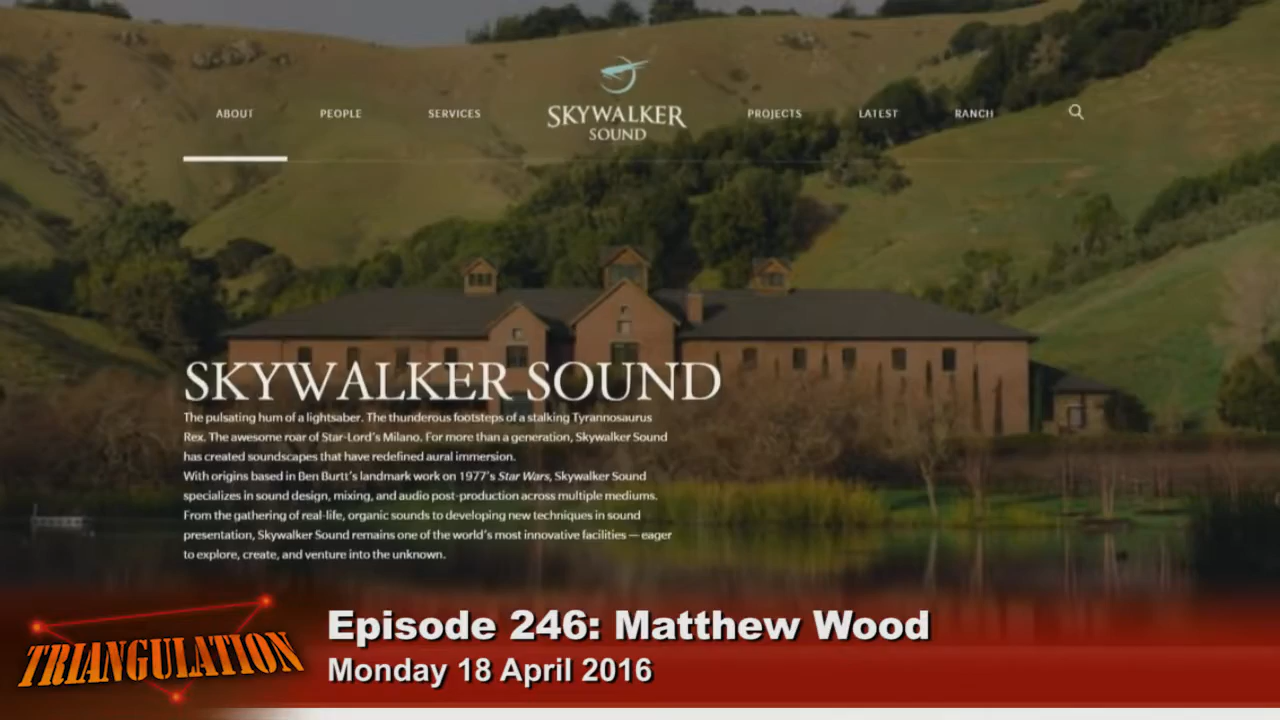 ABOUT PEOPLE SERVICES SKYWALKER SOUND PROJECTS LATEST RANCH
SKYWALKER SOUND
The pulsating hum of a lightsaber. The thunderous footsteps of a stalking Tyrannosaurus
Rex. The awesome roar of Star-Lord's Milano. For more than a generation, Skywalker Sound
has created soundscapes that have redefined aural immersion.
With origins based in Ben Burtt's landmark work on 1977's Star Wars, Skywalker Sound
specializes in sound design, mixing, and audio post-production across multiple mediums.
From the gathering of real-life, organic sounds to developing new techniques in sound
presentation, Skywalker Sound remains one of the world's most innovative facilities — eager
to explore, create, and venture into the unknown.
TRIANGULATION
Episode 246: Matthew Wood
Monday 18 April 2016